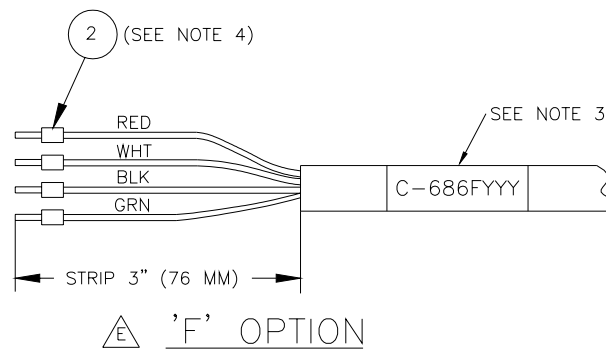 2 (SEE NOTE 4)
RED
WHT
BLK
GRN
SEE NOTE 3
C-686FYYY
STRIP 3" (76 MM)
E 'F' OPTION